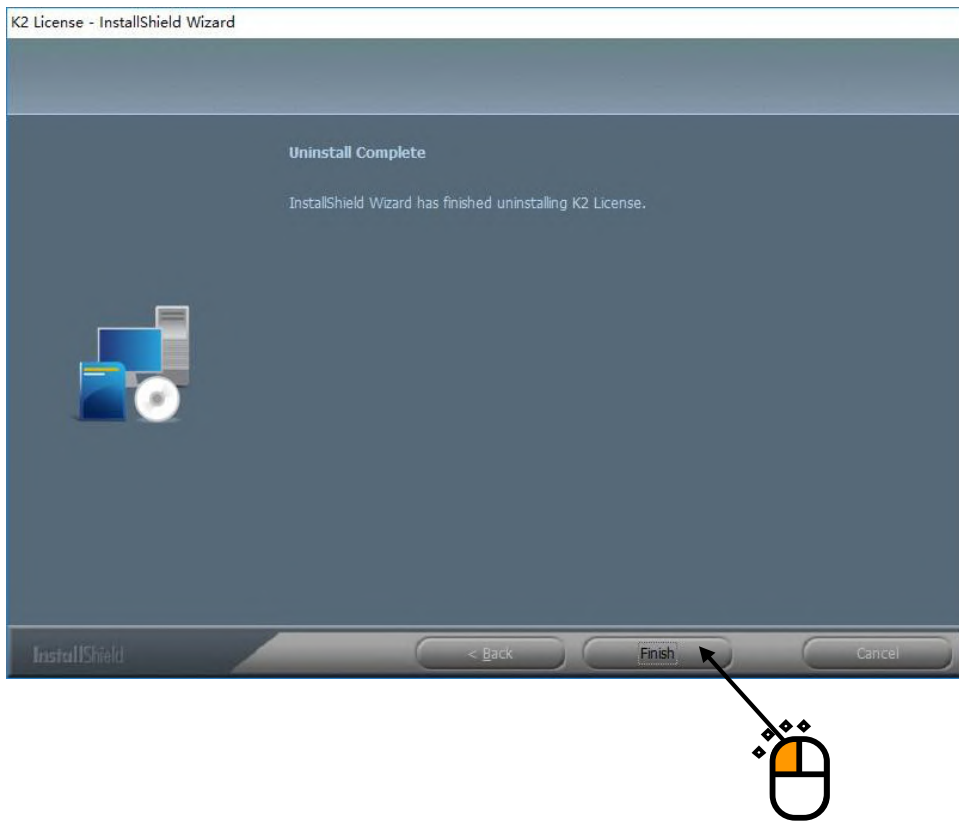 K2 License - InstallShield Wizard
Uninstall Complete
InstallShield Wizard has finished uninstalling K2 License.
InstallShield
< Back
Finish
Cancel